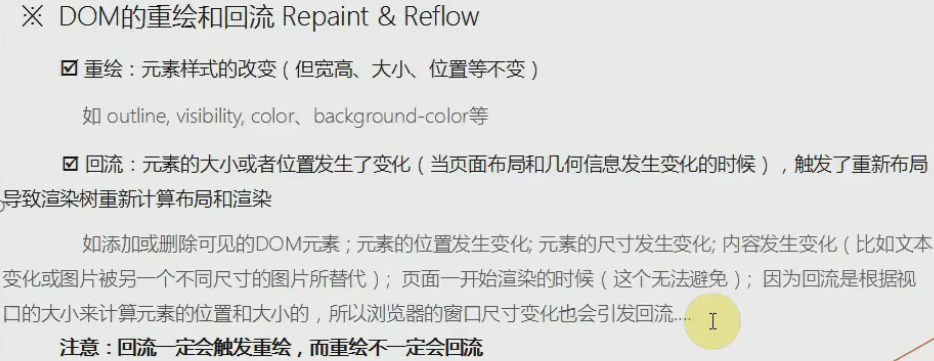 ※ DOM的重绘和回流 Repaint & Reflow
☑ 重绘：元素样式的改变（但宽高、大小、位置等不变）
如 outline, visibility, color、background-color等
☑ 回流：元素的大小或者位置发生了变化（当页面布局和几何信息发生变化的时候），触发了重新布局
导致渲染树重新计算布局和渲染
如添加或删除可见的DOM元素；元素的位置发生变化; 元素的尺寸发生变化; 内容发生变化（比如文本
变化或图片被另一个不同尺寸的图片所替代）；页面一开始渲染的时候（这个无法避免）；因为回流是根据视
口的大小来计算元素的位置和大小的，所以浏览器的窗口尺寸变化也会引发回流....
注意：回流一定会触发重绘，而重绘不一定会回流